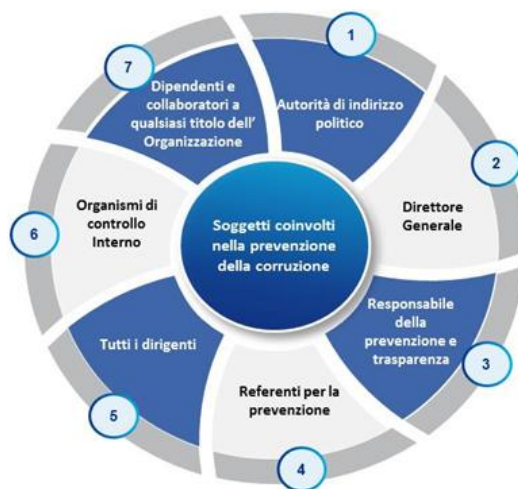 Soggetti coinvolti
nella prevenzione
della corruzione
1
Autorità di indirizzo
politico
2
Direttore
Generale
3
Responsabile
della
prevenzione e
trasparenza
4
Referenti per la
prevenzione
5
Tutti i dirigenti
6
Organismi di
controllo
Interno
7
Dipendenti e
collaboratori a
qualsiasi titolo dell’
Organizzazione